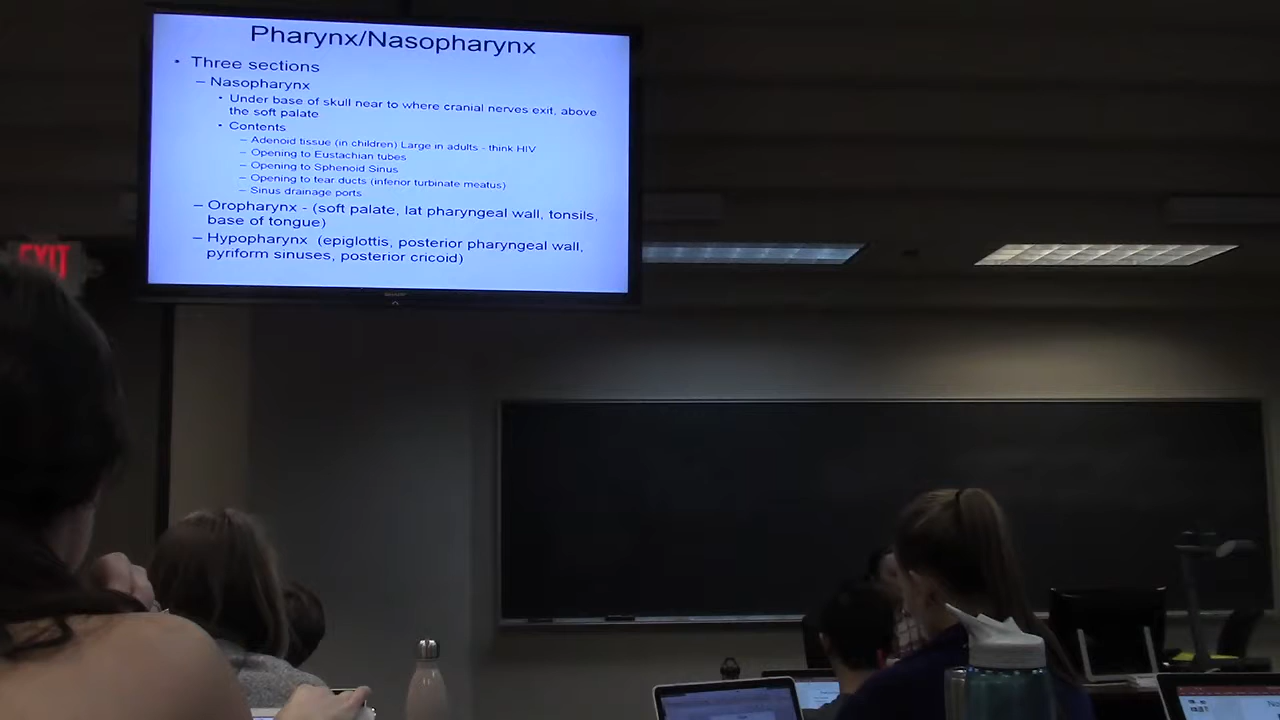 Pharynx/Nasopharynx
• Three sections
– Nasopharynx
• Under base of skull near to where cranial nerves exit, above
the soft palate
• Contents
– Adenoid tissue (in children) Large in adults - think HIV
– Opening to Eustachian tubes
– Opening to Sphenoid Sinus
– Opening to tear ducts (inferior turbinate meatus)
– Sinus drainage ports
– Oropharynx - (soft palate, lat pharyngeal wall, tonsils,
base of tongue)
– Hypopharynx (epiglottis, posterior pharyngeal wall,
pyriform sinuses, posterior cricoid)
EXIT